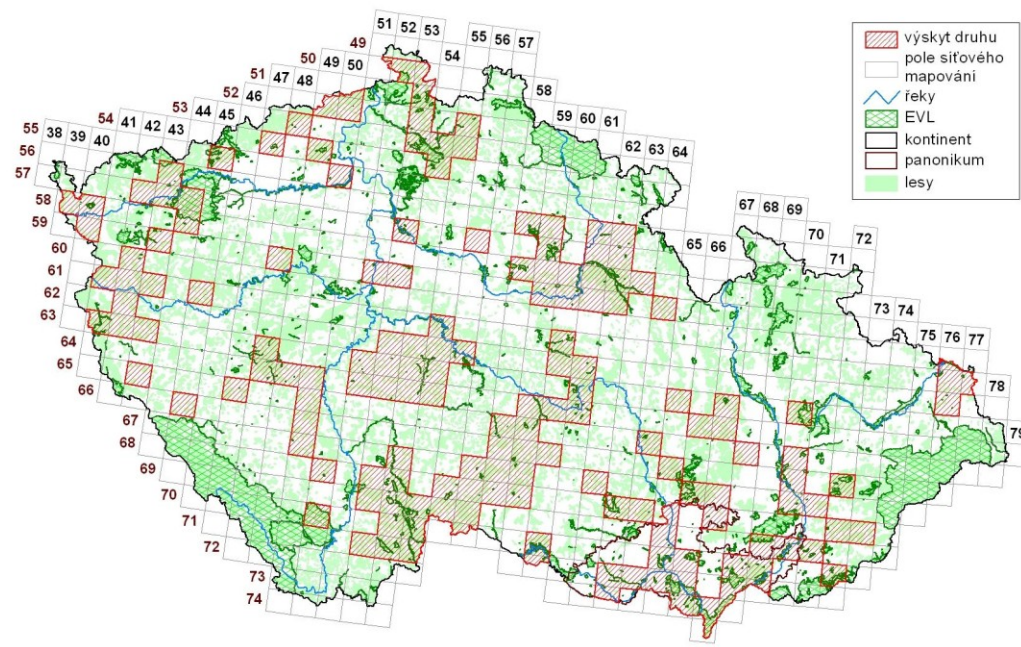 51 52 53
55 56 57
49
54
50
49 50
58
51
47 48
59 60 61
52
46
53
44 45
62 63 64
54
41 42 43
55
38 39 40
56
57
67 68 69
58
70
72
59
65 66
71
60
61
73 74
62
75 76 77
63
78
64
65
66
79
67
68
69
70
71
72
73
74
výskyt druhu
pole síťového
mapování
řeky
EVL
kontinent
panonikum
lesy